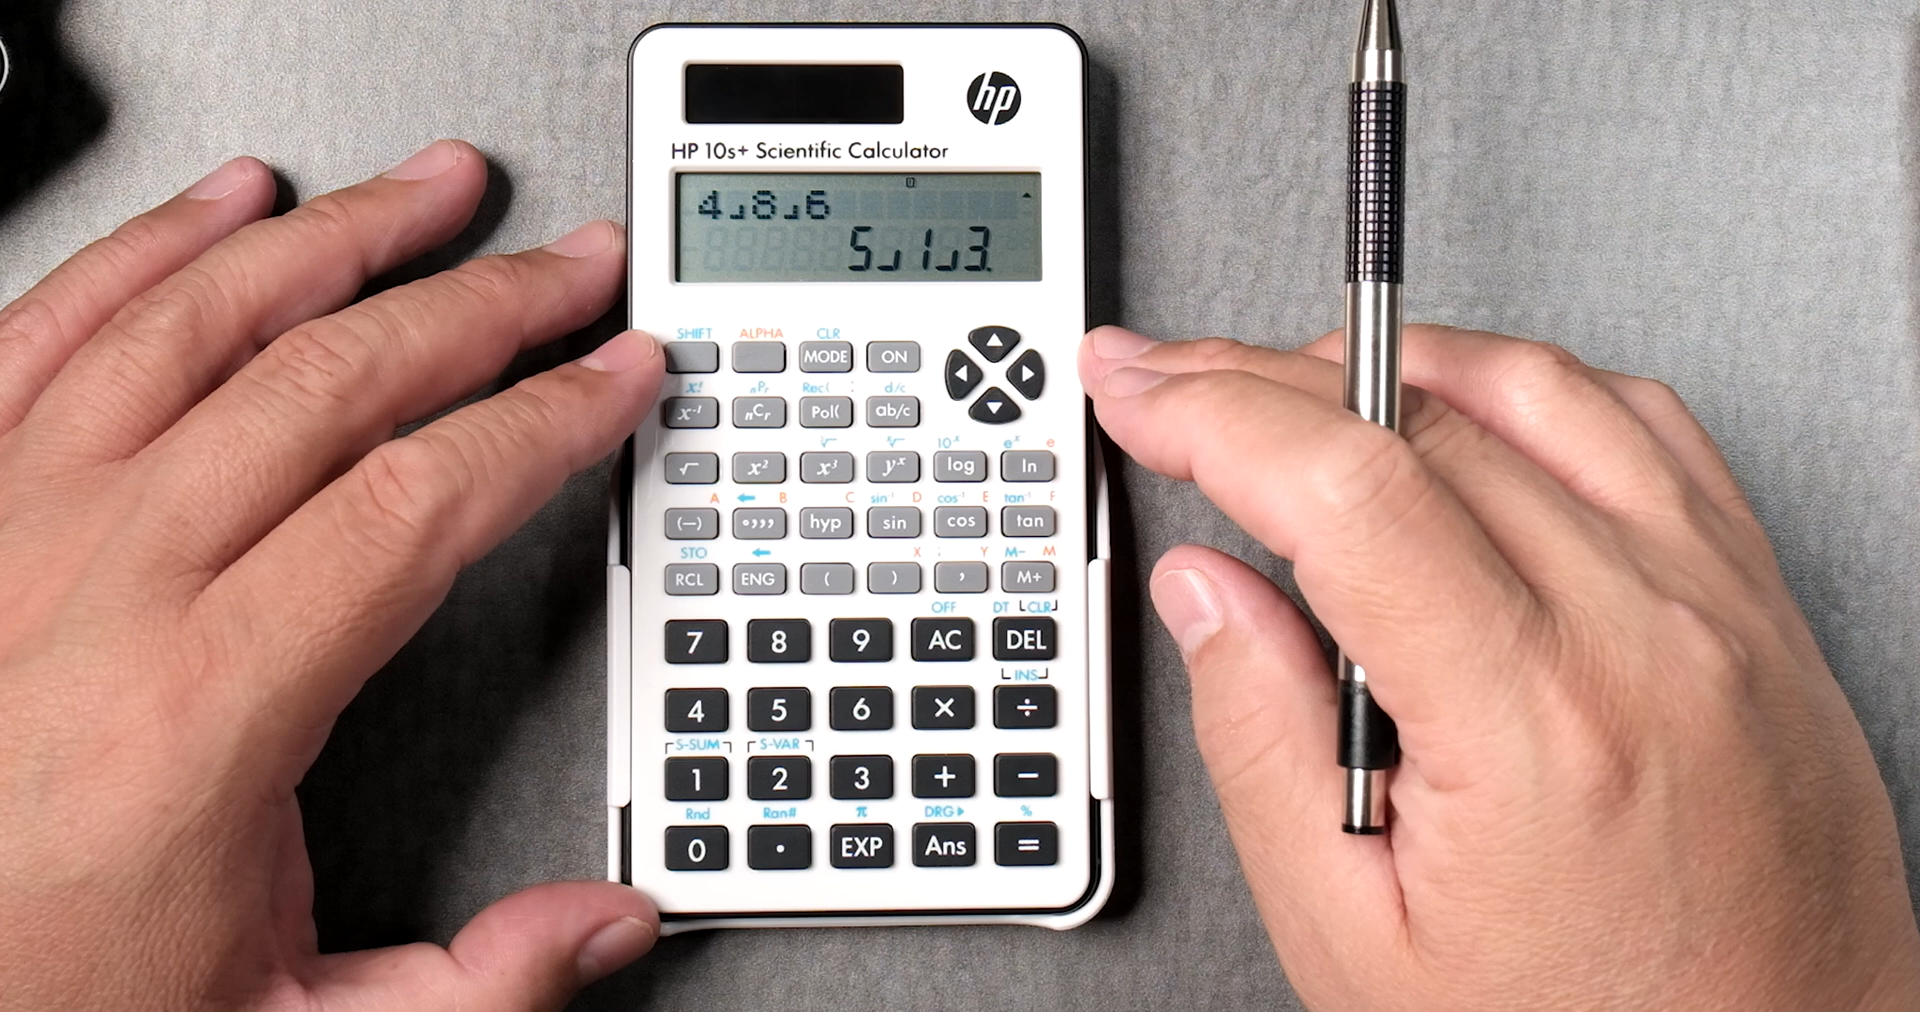 hp
HP 10s+ Scientific Calculator
D
4⌟8⌟6
5⌟1⌟3.
SHIFT ALPHA CLR
MODE ON
x! nPr Rec( : d/c
x⁻¹ nCr Pol( ab/c
³√ ˣ√ 10ˣ eˣ e
√ x² x³ yˣ log ln
A ← B C sin⁻¹ D cos⁻¹ E tan⁻¹ F
(—) °,,, hyp sin cos tan
STO ← X ; Y M− M
RCL ENG ( ) , M+
OFF DT CLR
7 8 9 AC DEL
INS
4 5 6 × ÷
S-SUM S-VAR
1 2 3 + −
Rnd Ran# π DRG▶ %
0 · EXP Ans =